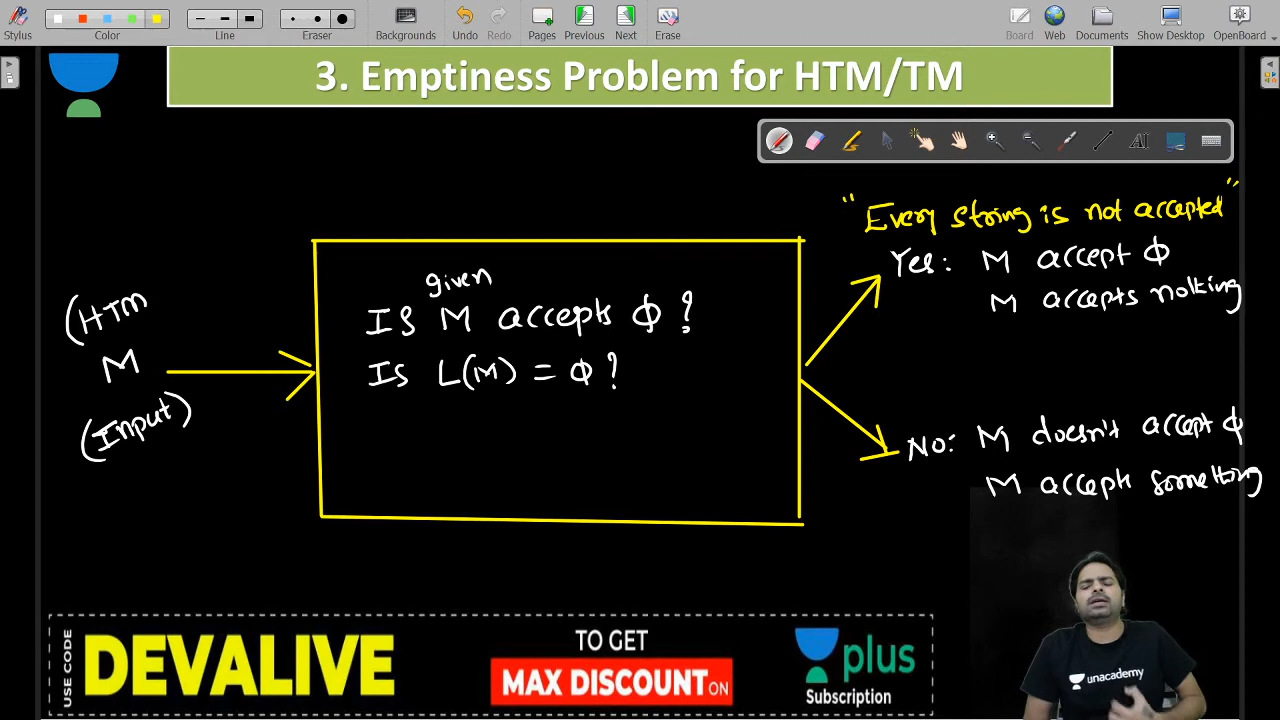 Stylus
Color
Line
Eraser
Backgrounds
Undo
Redo
Pages
Previous
Next
Erase
Board
Web
Documents
Show Desktop
OpenBoard
3. Emptiness Problem for HTM/TM
"Every string is not accepted"
Yes: M accept Φ
M accepts nothing
given
Is M accepts Φ ?
Is L(M) = Φ ?
(HTM
M
(Input)
No: M doesn't accept Φ
M accepts something
USE CODE
DEVALIVE
TO GET
MAX DISCOUNT ON
plus
Subscription
unacademy